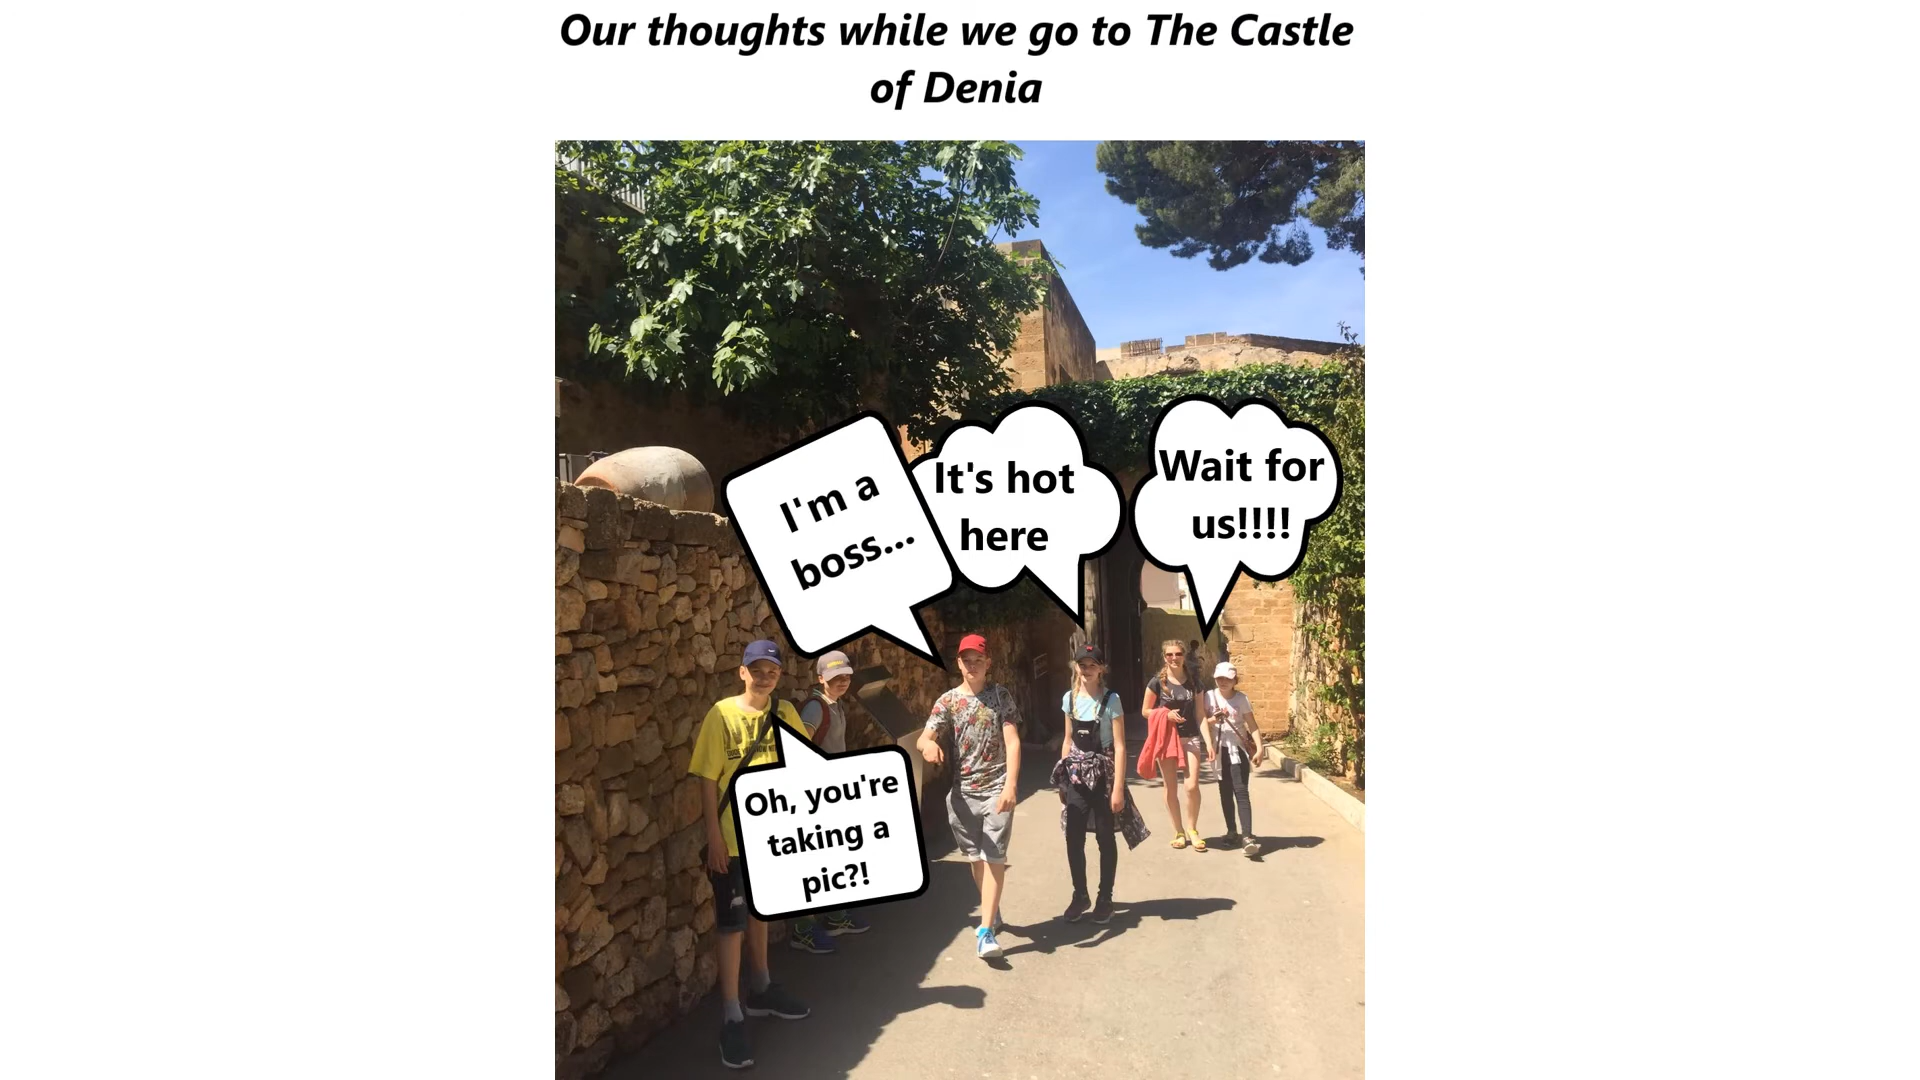 Our thoughts while we go to The Castle
of Denia
I'm a
boss...
It's hot
here
Wait for
us!!!!
Oh, you're
taking a
pic?!